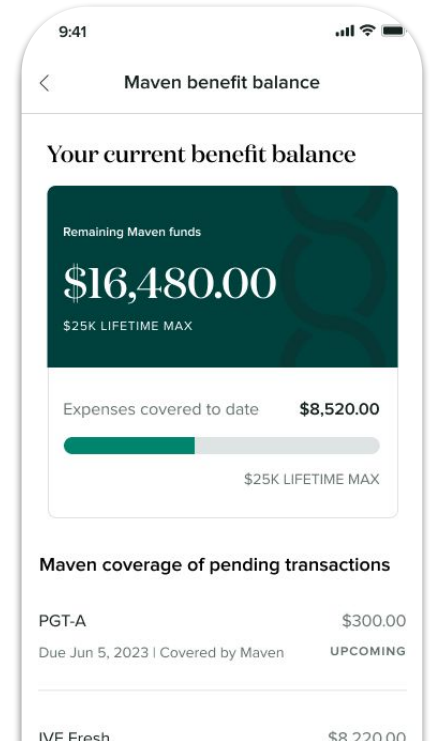 9:41
Maven benefit balance
Your current benefit balance
Remaining Maven funds
$16,480.00
$25K LIFETIME MAX
Expenses covered to date $8,520.00
$25K LIFETIME MAX
Maven coverage of pending transactions
PGT-A $300.00
Due Jun 5, 2023 | Covered by Maven UPCOMING
IVF Fresh $8,220.00